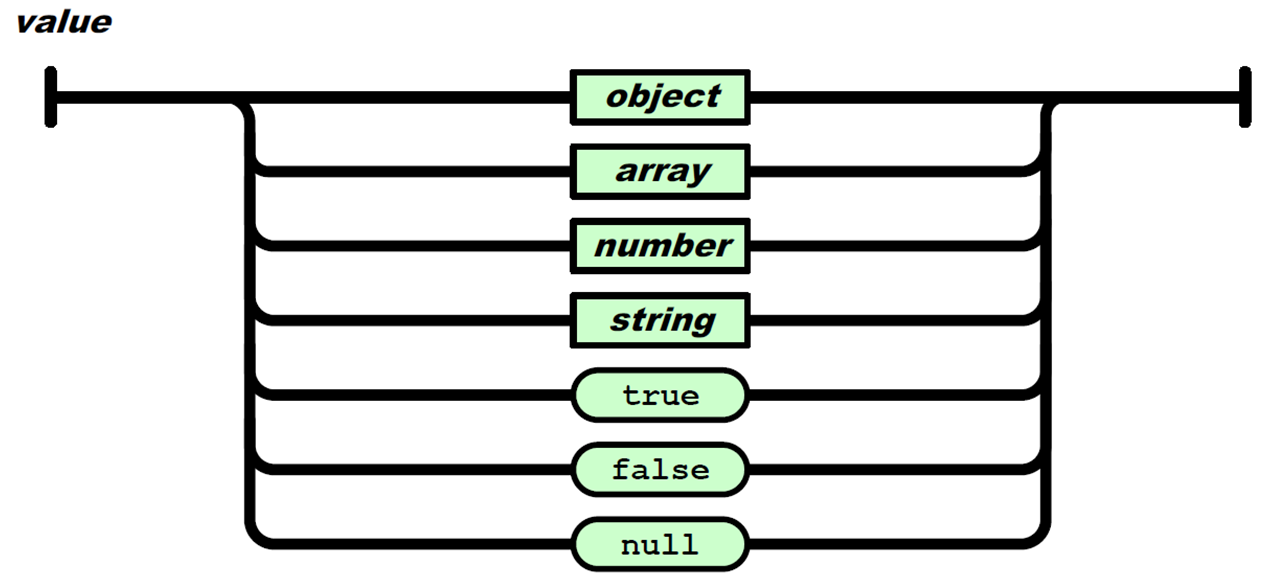 value
object
array
number
string
true
false
null